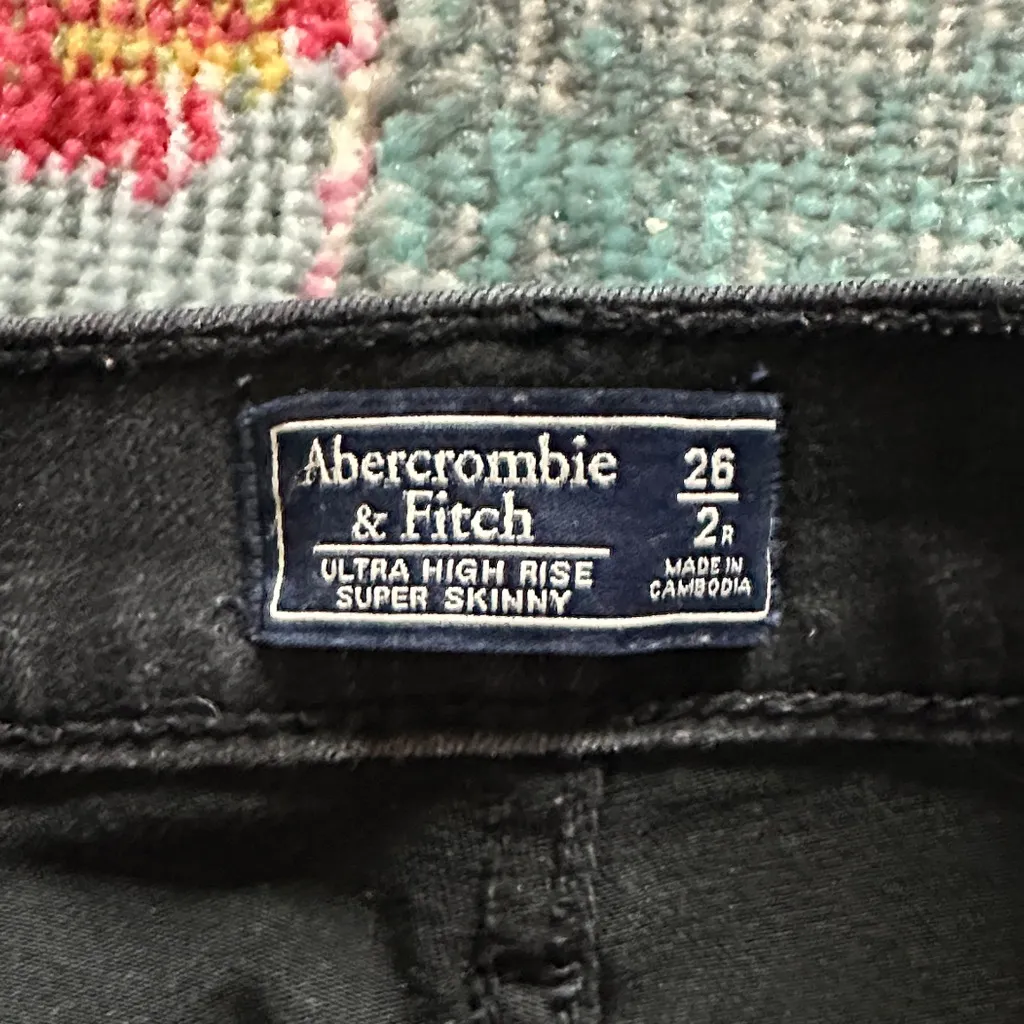 Abercrombie
& Fitch
ULTRA HIGH RISE
SUPER SKINNY
26
2R
MADE IN
CAMBODIA